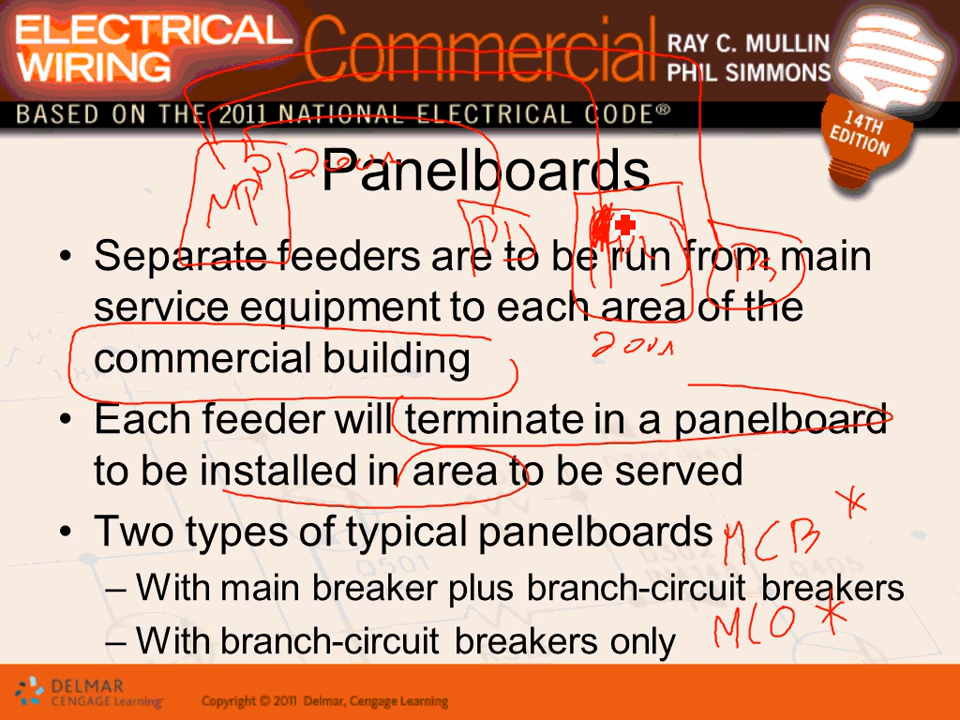 ELECTRICAL
WIRING
Commercial
RAY C. MULLIN
PHIL SIMMONS
BASED ON THE 2011 NATIONAL ELECTRICAL CODE®
14TH
EDITION
Panelboards
MP
• Separate feeders are to be run from main
service equipment to each area of the
commercial building
• Each feeder will terminate in a panelboard
to be installed in area to be served
• Two types of typical panelboards
MCB *
– With main breaker plus branch-circuit breakers
– With branch-circuit breakers only
MLO *
DELMAR
CENGAGE Learning
Copyright © 2011 Delmar, Cengage Learning